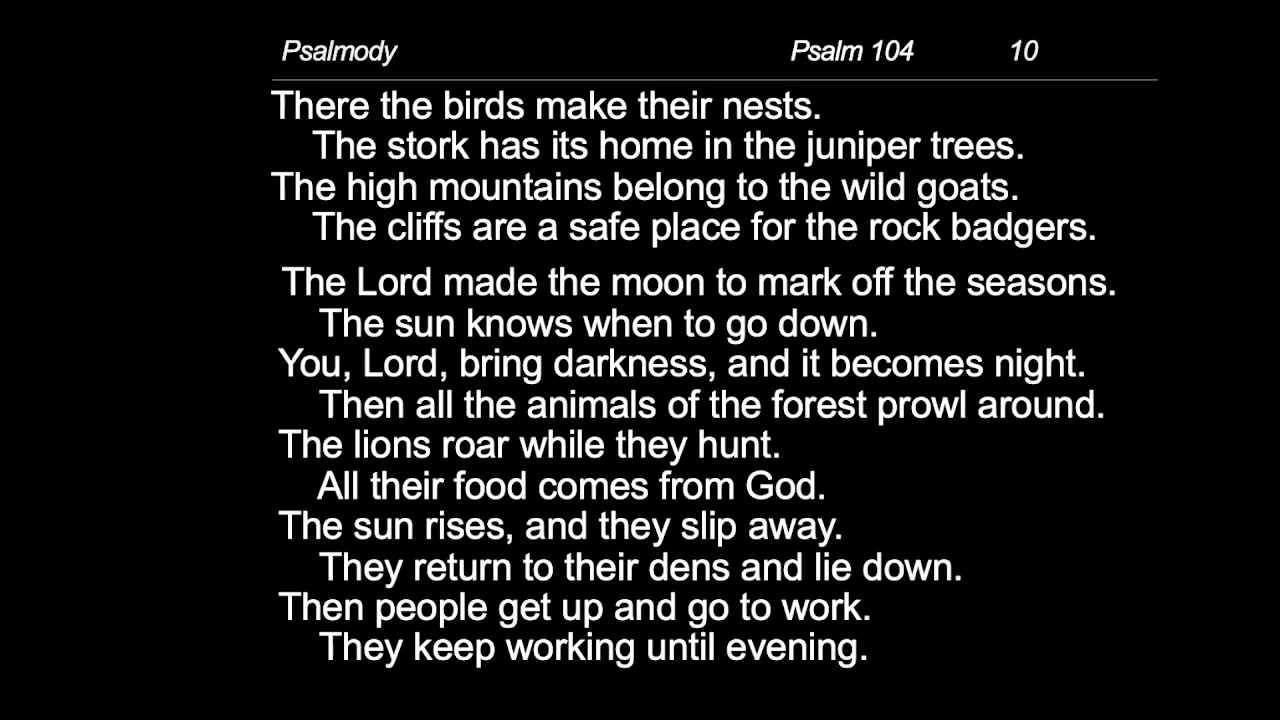 Psalmody Psalm 104 10
There the birds make their nests.
The stork has its home in the juniper trees.
The high mountains belong to the wild goats.
The cliffs are a safe place for the rock badgers.
The Lord made the moon to mark off the seasons.
The sun knows when to go down.
You, Lord, bring darkness, and it becomes night.
Then all the animals of the forest prowl around.
The lions roar while they hunt.
All their food comes from God.
The sun rises, and they slip away.
They return to their dens and lie down.
Then people get up and go to work.
They keep working until evening.